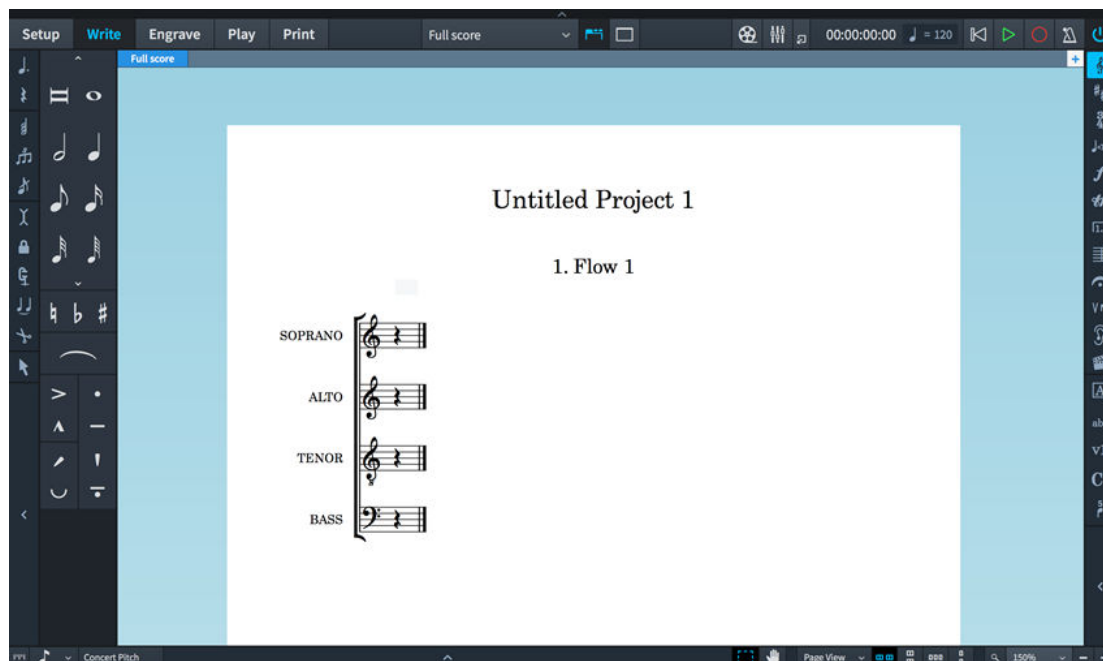 Setup Write Engrave Play Print Full score 00:00:00:00 = 120
Full score
Untitled Project 1
1. Flow 1
SOPRANO
ALTO
TENOR
BASS
Concert Pitch Page View 150%